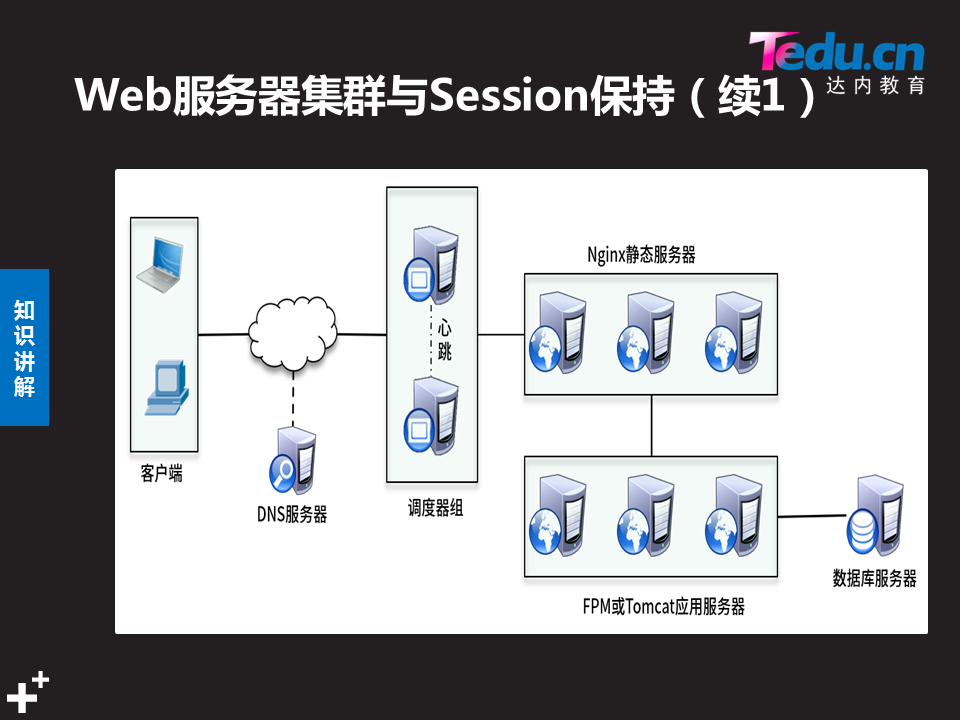 Tedu.cn
达内教育
Web服务器集群与Session保持（续1）
知识讲解
Nginx静态服务器
心跳
客户端
DNS服务器
调度器组
FPM或Tomcat应用服务器
数据库服务器